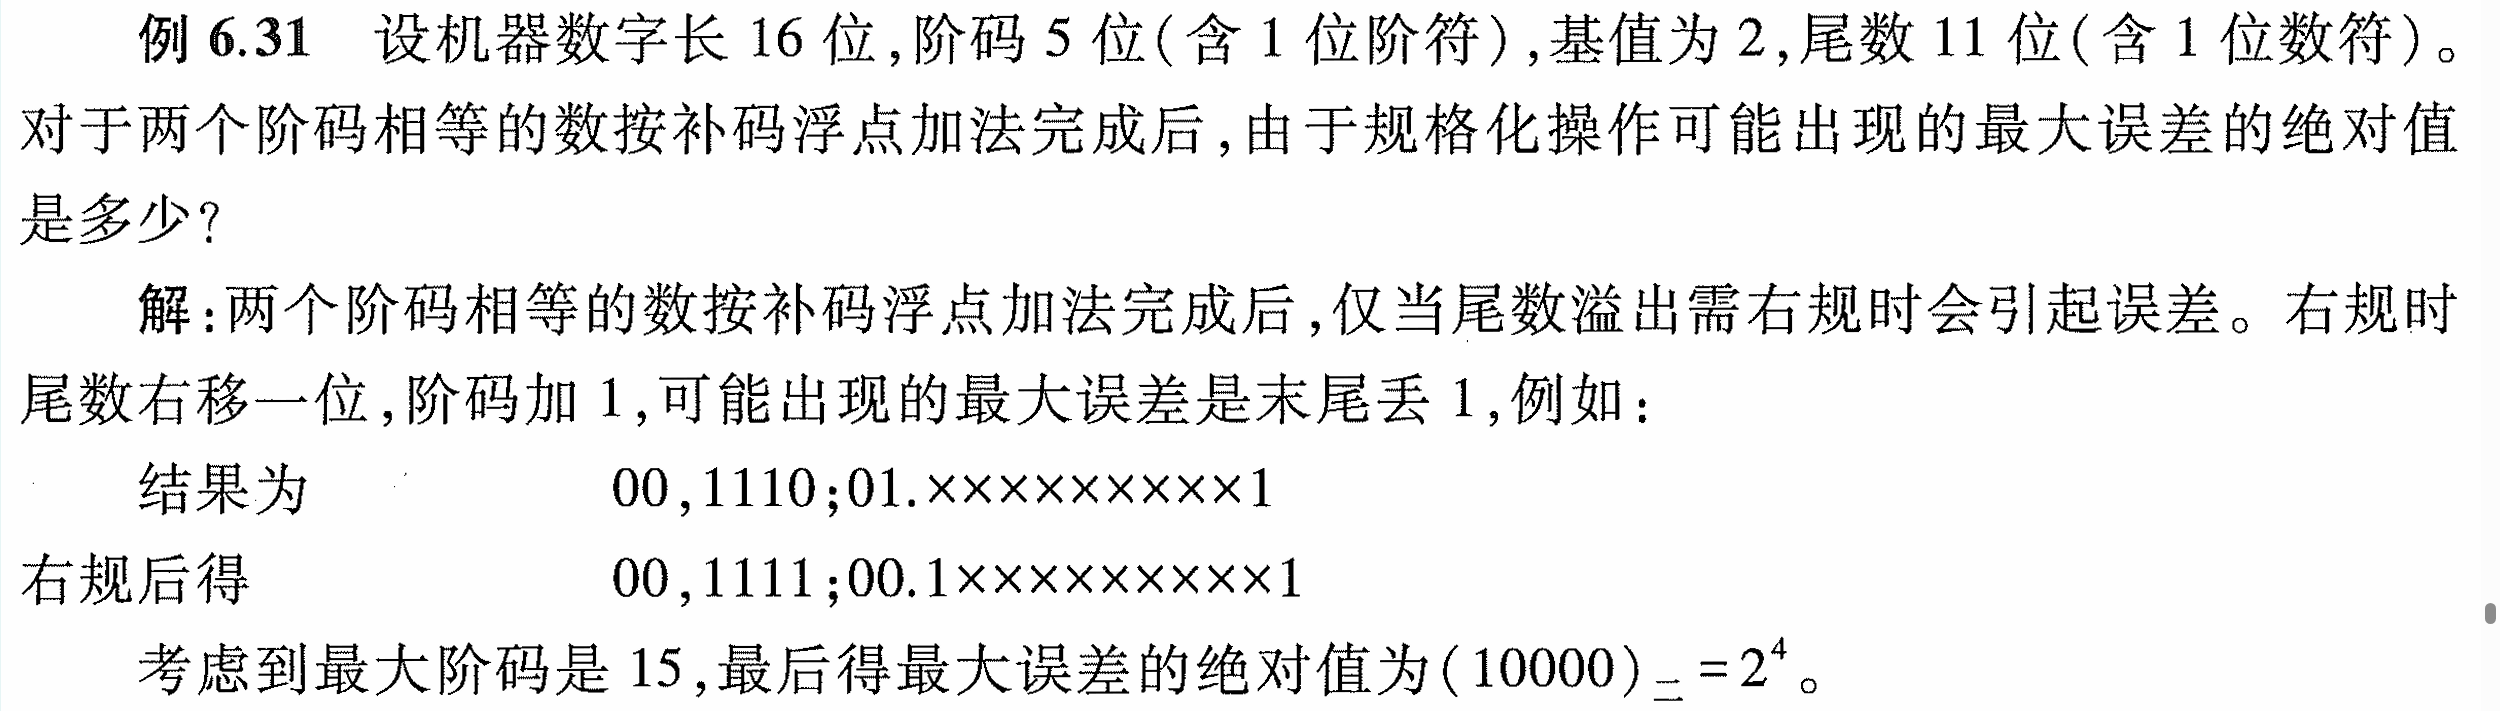 例 6.31 设机器数字长 16 位,阶码 5 位(含 1 位阶符),基值为 2,尾数 11 位(含 1 位数符)。
对于两个阶码相等的数按补码浮点加法完成后,由于规格化操作可能出现的最大误差的绝对值
是多少?
解:两个阶码相等的数按补码浮点加法完成后,仅当尾数溢出需右规时会引起误差。右规时
尾数右移一位,阶码加 1,可能出现的最大误差是末尾丢 1,例如:
结果为 00,1110;01.×××××××××1
右规后得 00,1111;00.1×××××××××1
考虑到最大阶码是 15,最后得最大误差的绝对值为(10000)二 = 2⁴。